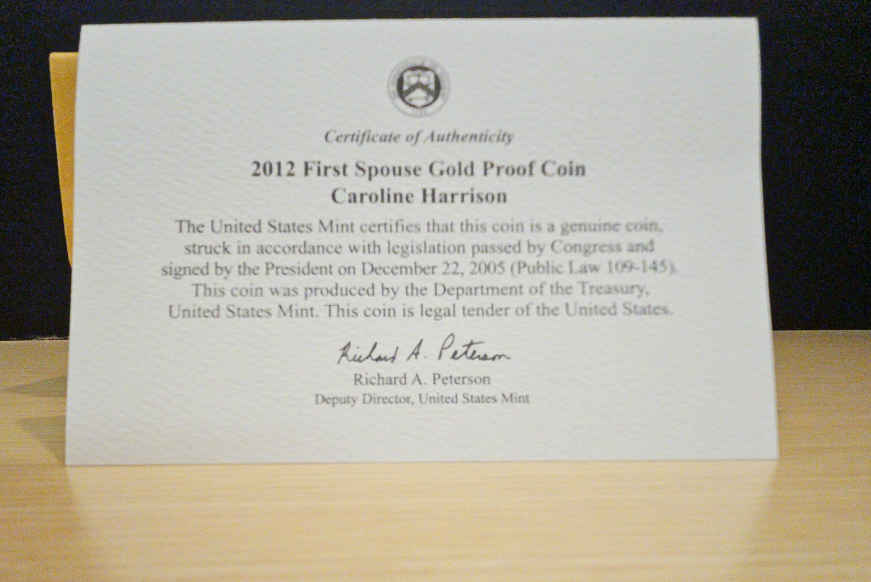 Certificate of Authenticity
2012 First Spouse Gold Proof Coin
Caroline Harrison
The United States Mint certifies that this coin is a genuine coin,
struck in accordance with legislation passed by Congress and
signed by the President on December 22, 2005 (Public Law 109-145).
This coin was produced by the Department of the Treasury,
United States Mint. This coin is legal tender of the United States.
Richard A. Peterson
Richard A. Peterson
Deputy Director, United States Mint